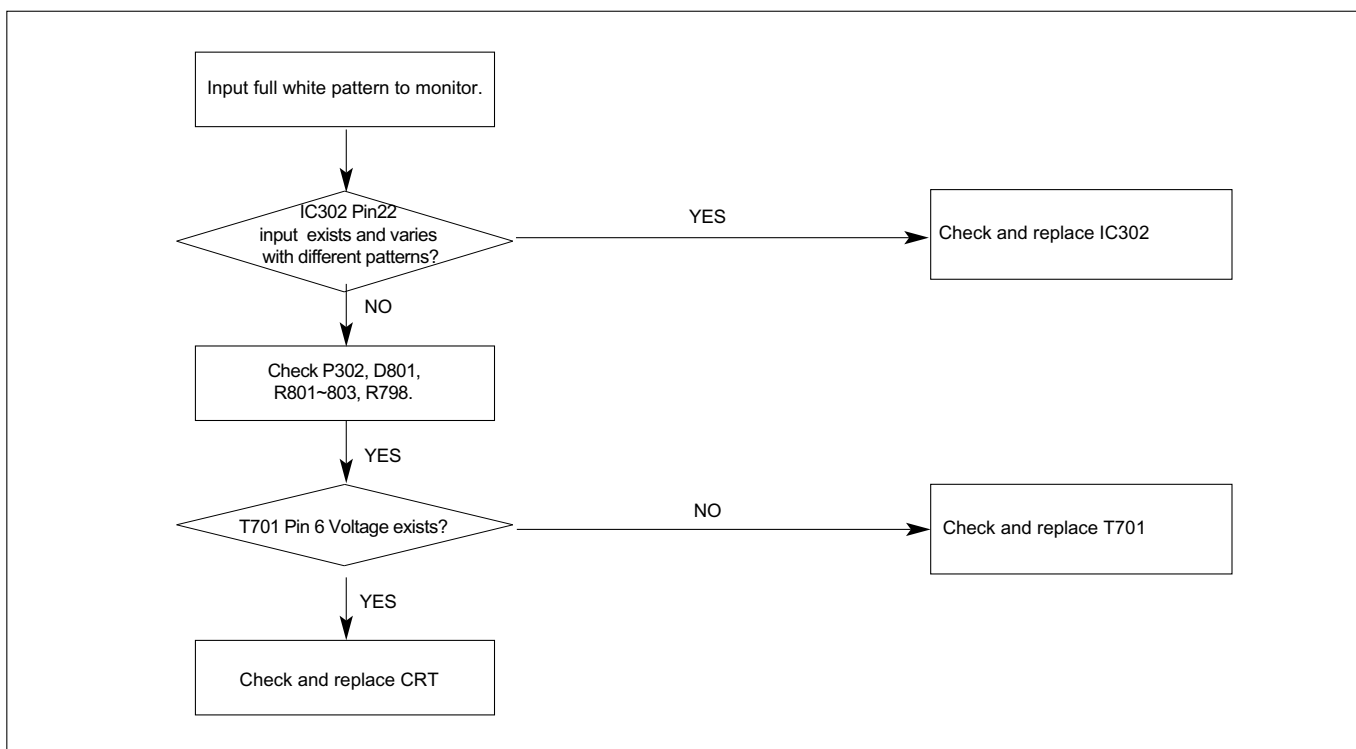 Input full white pattern to monitor.
IC302 Pin22
input exists and varies
with different patterns?
YES
Check and replace IC302
NO
Check P302, D801,
R801~803, R798.
YES
T701 Pin 6 Voltage exists?
NO
Check and replace T701
YES
Check and replace CRT